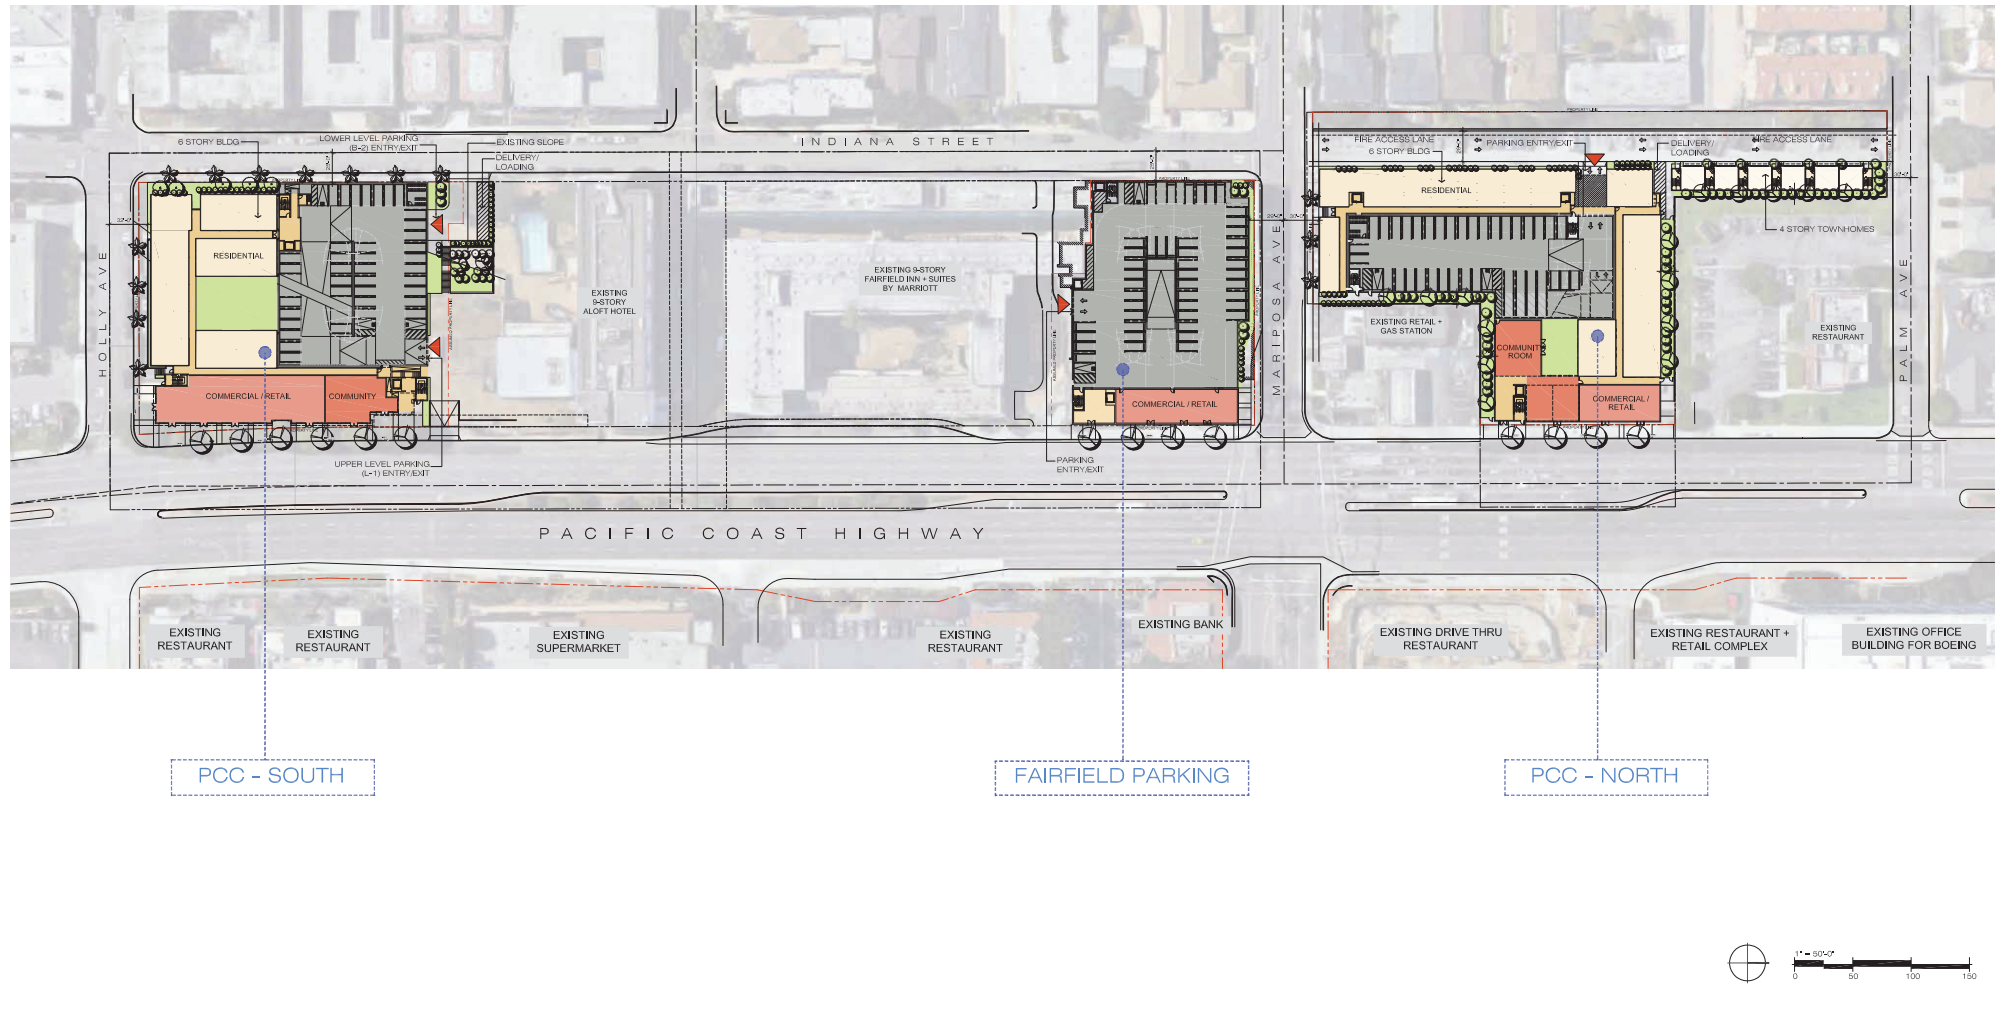 INDIANA STREET
6 STORY BLDG
LOWER LEVEL PARKING
(B-2) ENTRY/EXIT
EXISTING SLOPE
DELIVERY/
LOADING
HOLLY AVE
RESIDENTIAL
COMMERCIAL / RETAIL
COMMUNITY
UPPER LEVEL PARKING
(L-1) ENTRY/EXIT
EXISTING
9-STORY
ALOFT HOTEL
EXISTING 9-STORY
FAIRFIELD INN + SUITES
BY MARRIOTT
COMMERCIAL / RETAIL
PARKING
ENTRY/EXIT
MARIPOSA AVE
PROPERTY LINE
FIRE ACCESS LANE
6 STORY BLDG
PARKING ENTRY/EXIT
DELIVERY/
LOADING
FIRE ACCESS LANE
RESIDENTIAL
4 STORY TOWNHOMES
EXISTING RETAIL +
GAS STATION
COMMUNITY
ROOM
COMMERCIAL /
RETAIL
EXISTING
RESTAURANT
PALM AVE
PACIFIC COAST HIGHWAY
EXISTING
RESTAURANT
EXISTING
RESTAURANT
EXISTING
SUPERMARKET
EXISTING
RESTAURANT
EXISTING BANK
EXISTING DRIVE THRU
RESTAURANT
EXISTING RESTAURANT +
RETAIL COMPLEX
EXISTING OFFICE
BUILDING FOR BOEING
PCC - SOUTH
FAIRFIELD PARKING
PCC - NORTH
1" = 50'-0"
0 50 100 150